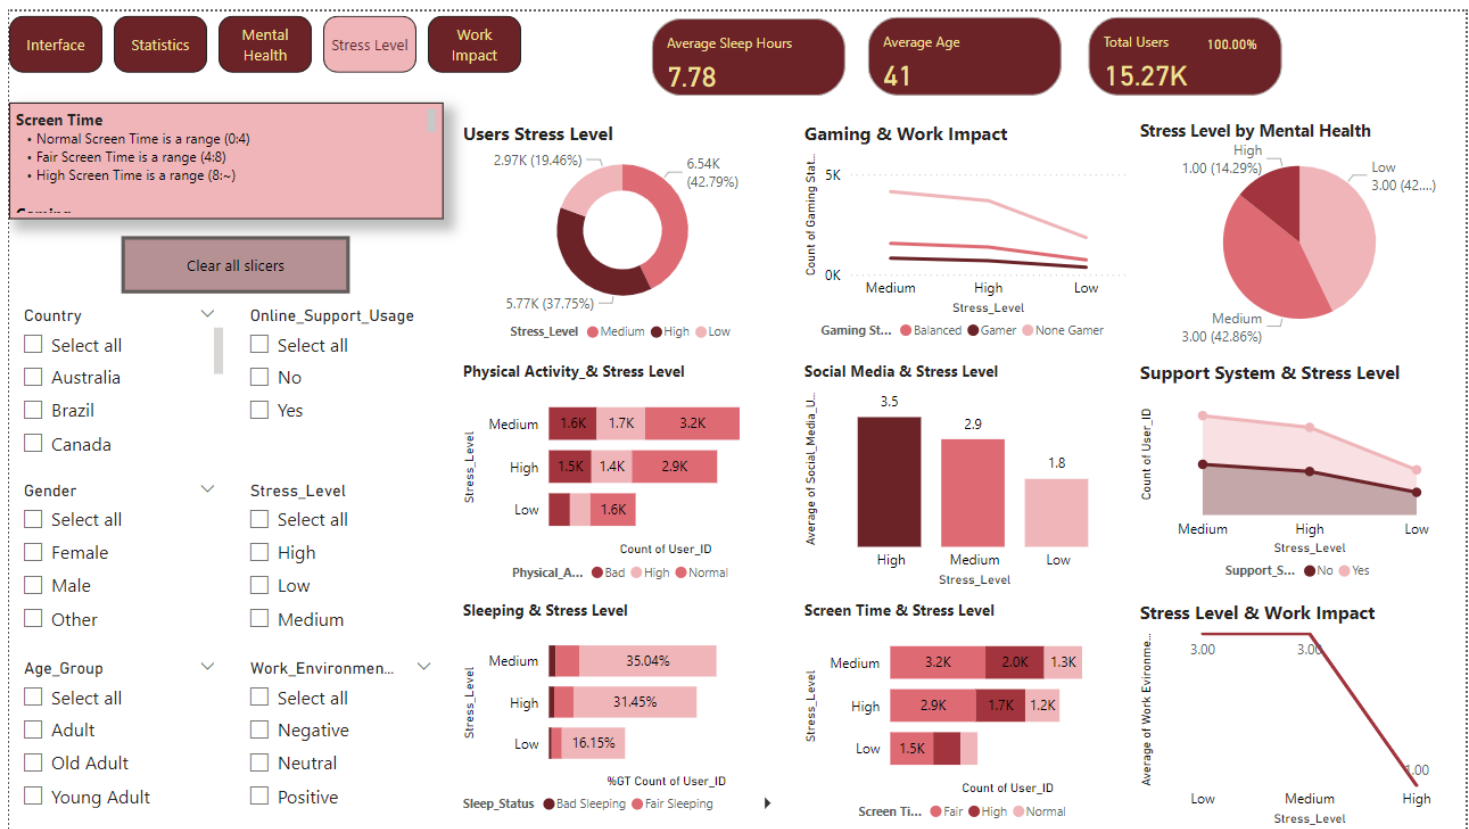 Interface
Statistics
Mental
Health
Stress Level
Work
Impact
Average Sleep Hours
7.78
Average Age
41
Total Users
100.00%
15.27K
Screen Time
• Normal Screen Time is a range (0:4)
• Fair Screen Time is a range (4:8)
• High Screen Time is a range (8:~)
Clear all slicers
Country
Select all
Australia
Brazil
Canada
Online_Support_Usage
Select all
No
Yes
Gender
Select all
Female
Male
Other
Stress_Level
Select all
High
Low
Medium
Age_Group
Select all
Adult
Old Adult
Young Adult
Work_Environmen...
Select all
Negative
Neutral
Positive
Users Stress Level
2.97K (19.46%)
6.54K
(42.79%)
5.77K (37.75%)
Stress_Level Medium High Low
Gaming & Work Impact
Count of Gaming Stat...
5K
0K
Medium High Low
Stress_Level
Gaming St... Balanced Gamer None Gamer
Stress Level by Mental Health
High
1.00 (14.29%)
Low
3.00 (42....)
Medium
3.00 (42.86%)
Physical Activity_& Stress Level
Stress_Level
Medium 1.6K 1.7K 3.2K
High 1.5K 1.4K 2.9K
Low 1.6K
Count of User_ID
Physical_A... Bad High Normal
Social Media & Stress Level
Average of Social_Media_U...
3.5
2.9
1.8
High Medium Low
Stress_Level
Support System & Stress Level
Count of User_ID
Medium High Low
Stress_Level
Support_S... No Yes
Sleeping & Stress Level
Stress_Level
Medium 35.04%
High 31.45%
Low 16.15%
%GT Count of User_ID
Sleep_Status Bad Sleeping Fair Sleeping
Screen Time & Stress Level
Stress_Level
Medium 3.2K 2.0K 1.3K
High 2.9K 1.7K 1.2K
Low 1.5K
Count of User_ID
Screen Ti... Fair High Normal
Stress Level & Work Impact
Average of Work Evironme...
3.00
3.00
1.00
Low Medium High
Stress_Level